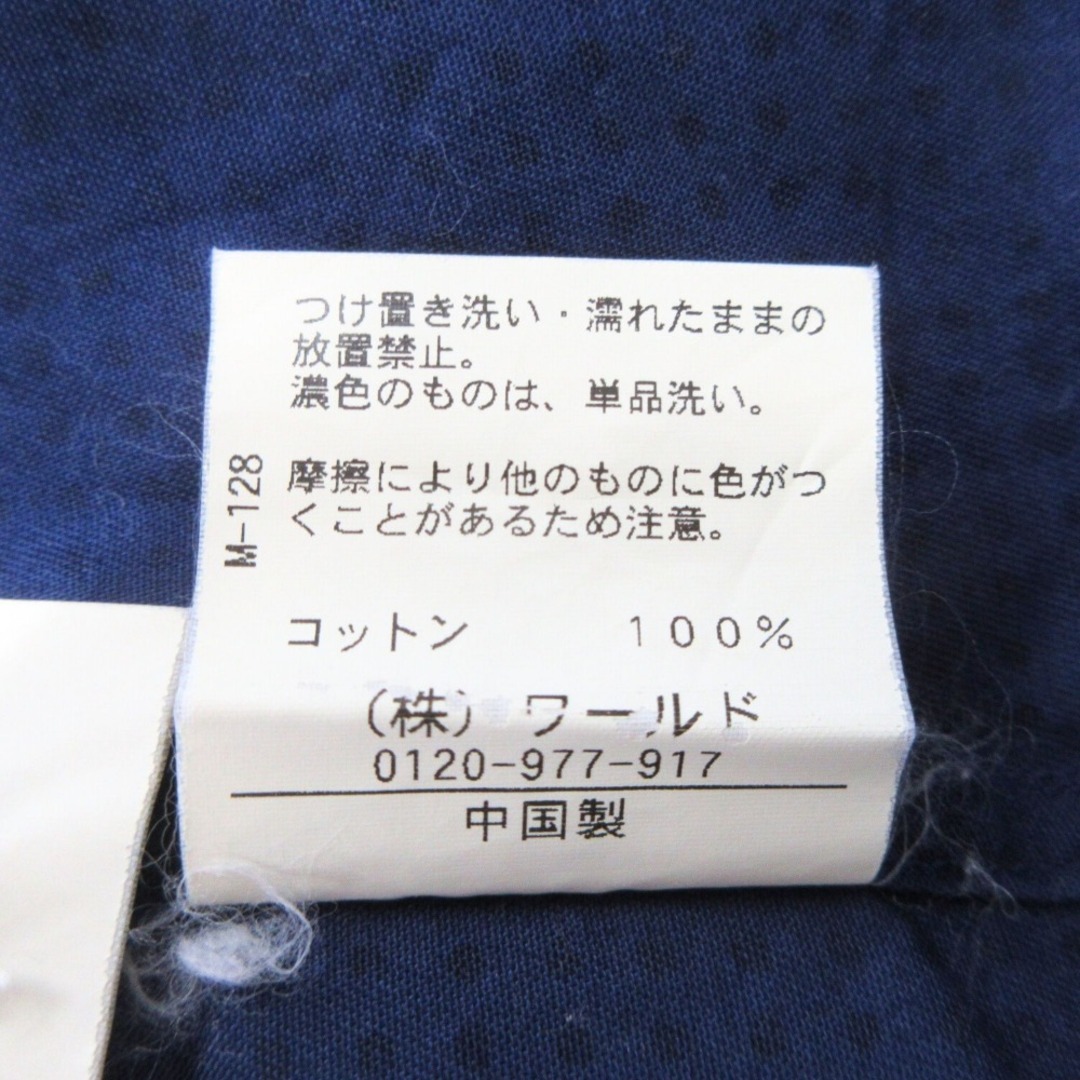 つけ置き洗い・濡れたままの
放置禁止。
濃色のものは、単品洗い。
摩擦により他のものに色がつ
くことがあるため注意。
M-128
コットン 100%
(株)ワールド
0120-977-917
中国製